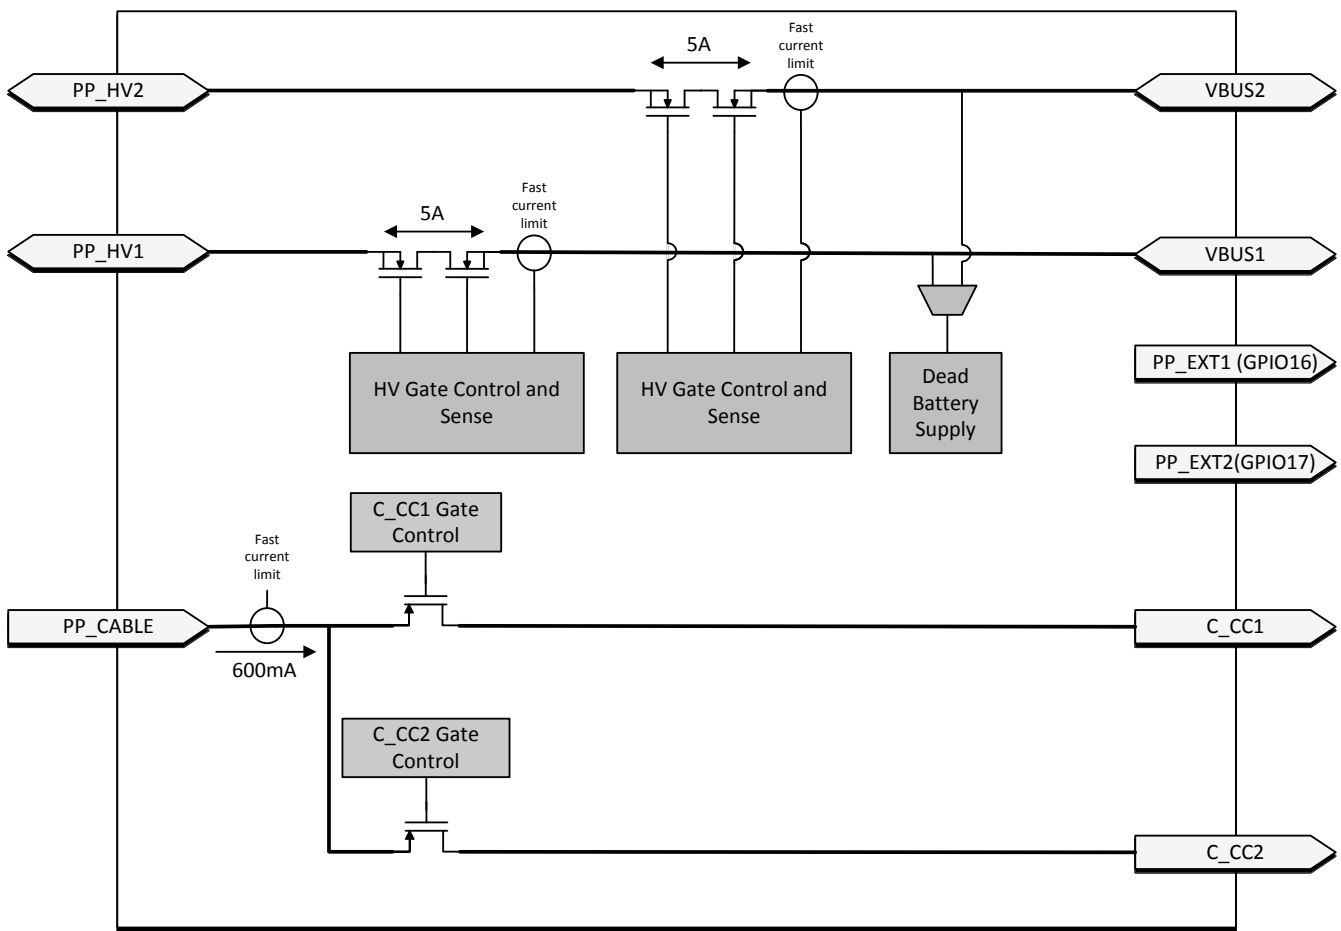 Fast
current
limit
5A
PP_HV2
VBUS2
Fast
current
limit
5A
PP_HV1
VBUS1
HV Gate Control and
Sense
HV Gate Control and
Sense
Dead
Battery
Supply
PP_EXT1 (GPIO16)
PP_EXT2(GPIO17)
C_CC1 Gate
Control
Fast
current
limit
PP_CABLE
600mA
C_CC1
C_CC2 Gate
Control
C_CC2